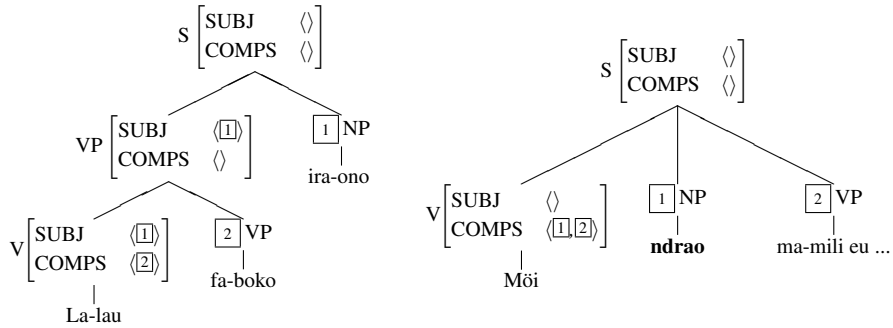 S [SUBJ ⟨⟩
COMPS ⟨⟩]
VP [SUBJ ⟨1⟩
COMPS ⟨⟩]
1 NP
ira-ono
V [SUBJ ⟨1⟩
COMPS ⟨2⟩]
2 VP
fa-boko
La-lau
S [SUBJ ⟨⟩
COMPS ⟨⟩]
V [SUBJ ⟨⟩
COMPS ⟨1,2⟩]
1 NP
2 VP
Möi
ndrao
ma-mili eu ...